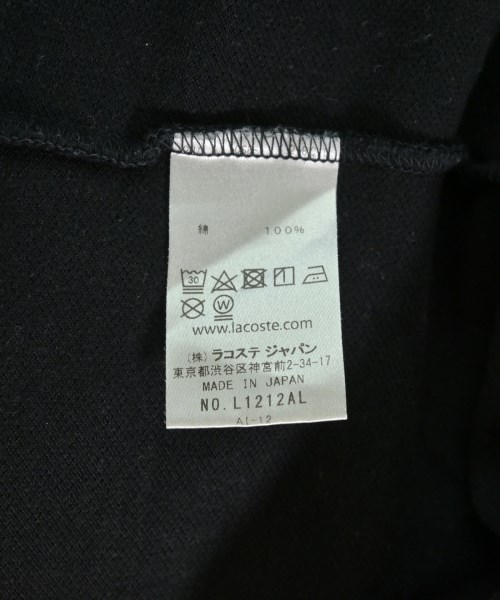 綿 100%
30
W
www.lacoste.com
(株) ラコステ ジャパン
東京都渋谷区神宮前2-34-17
MADE IN JAPAN
NO. L1212AL
AL-12